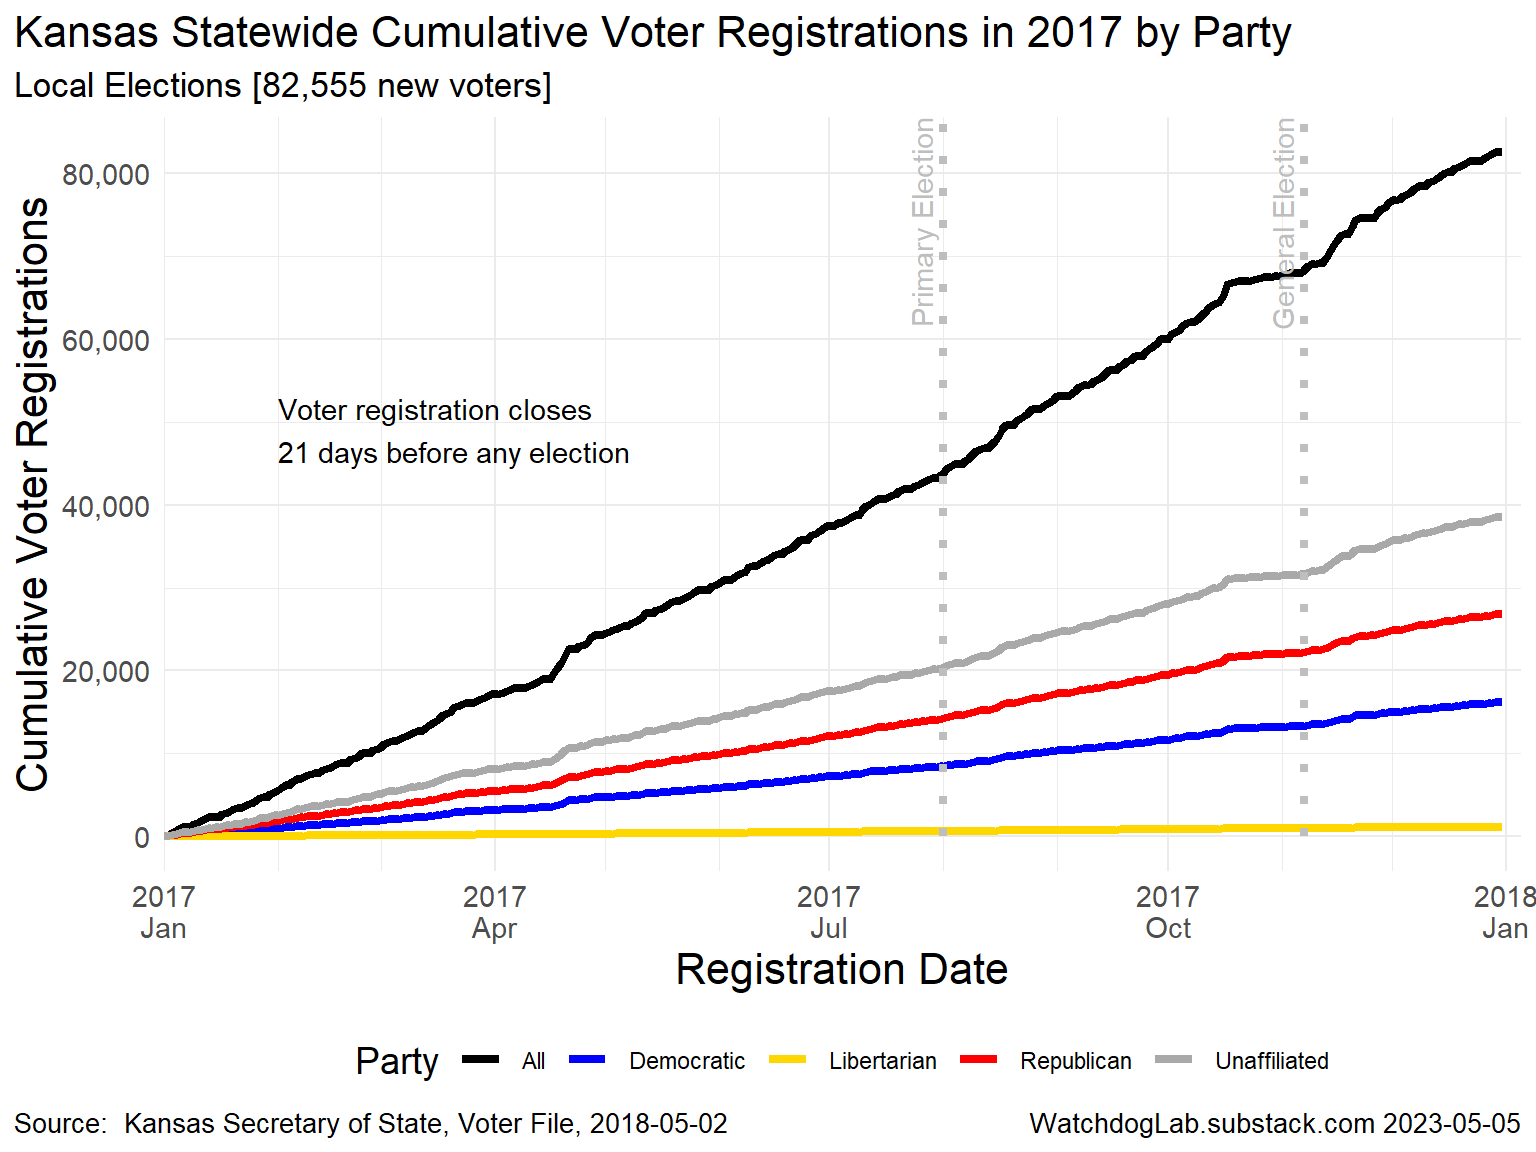 Kansas Statewide Cumulative Voter Registrations in 2017 by Party
Local Elections [82,555 new voters]
Cumulative Voter Registrations
80,000
60,000
40,000
20,000
0
Primary Election
General Election
Voter registration closes
21 days before any election
2017 2017 2017 2017 2018
Jan Apr Jul Oct Jan
Registration Date
Party All Democratic Libertarian Republican Unaffiliated
Source:  Kansas Secretary of State, Voter File, 2018-05-02
WatchdogLab.substack.com 2023-05-05